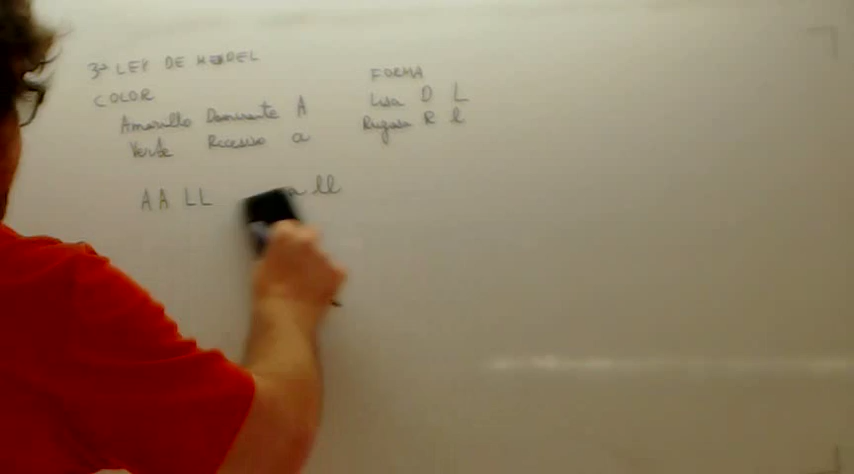 3ª LEY DE MENDEL
COLOR
Amarillo Dominante A
Verde Recesivo a
FORMA
Lisa D L
Rugosa R l
AA LL a ll